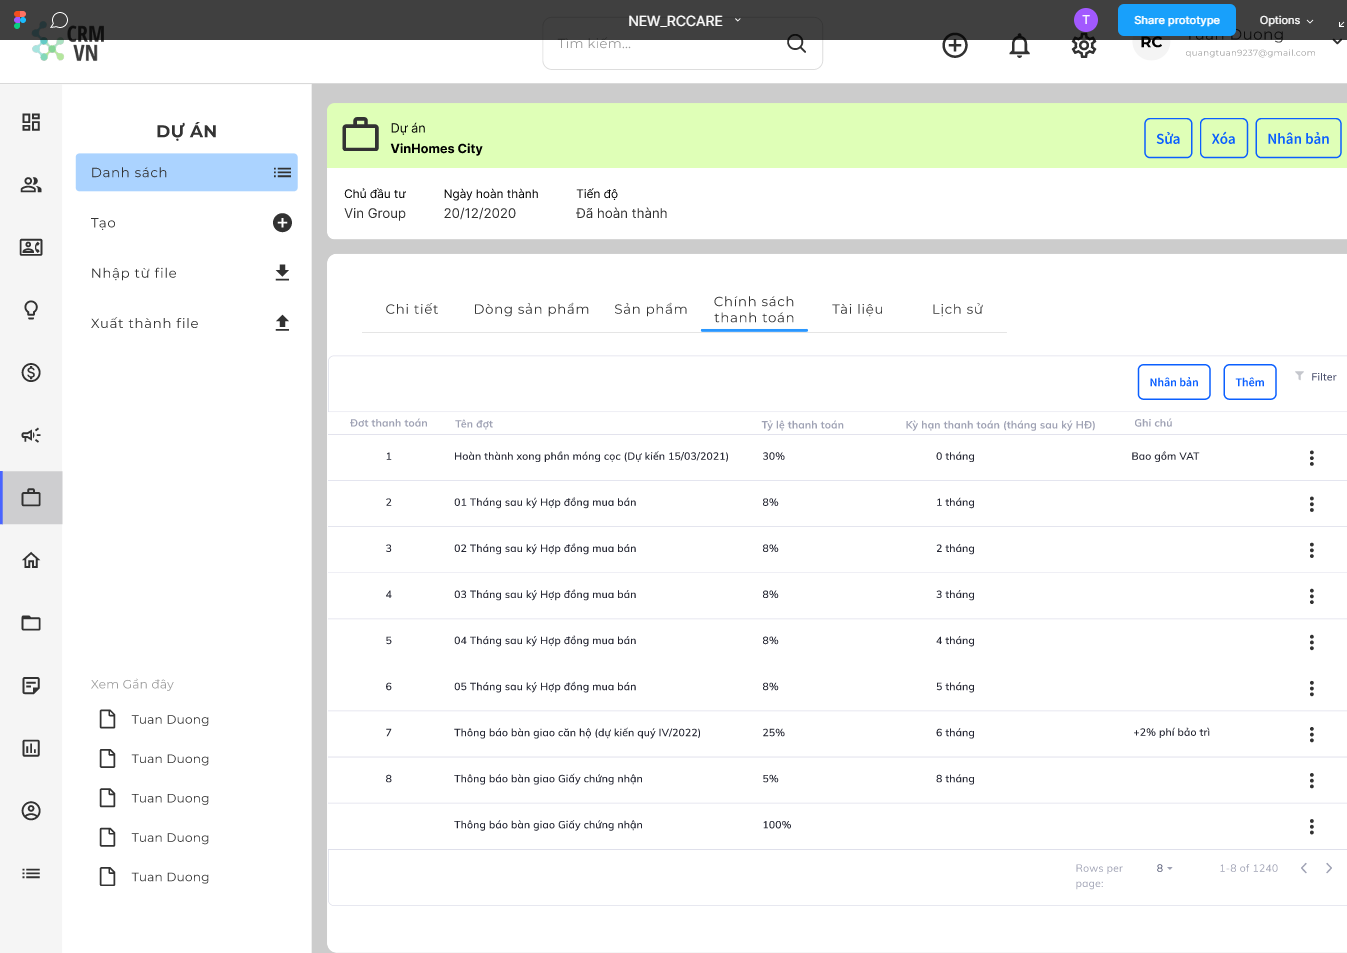 NEW_RCCARE
T
Share prototype
Options
CRM
VN
Tìm kiếm...
RC
Tuan Duong
quangtuan9237@gmail.com
DỰ ÁN
Danh sách
Tạo
Nhập từ file
Xuất thành file
Xem Gần đây
Tuan Duong
Tuan Duong
Tuan Duong
Tuan Duong
Tuan Duong
Dự án
VinHomes City
Sửa
Xóa
Nhân bản
Chủ đầu tư
Ngày hoàn thành
Tiến độ
Vin Group
20/12/2020
Đã hoàn thành
Chi tiết
Dòng sản phẩm
Sản phẩm
Chính sách
thanh toán
Tài liệu
Lịch sử
Nhân bản
Thêm
Filter
Đơt thanh toán
Tên đợt
Tỷ lệ thanh toán
Kỳ hạn thanh toán (tháng sau ký HĐ)
Ghi chú
1
Hoàn thành xong phần móng cọc (Dự kiến 15/03/2021)
30%
0 tháng
Bao gồm VAT
2
01 Tháng sau ký Hợp đồng mua bán
8%
1 tháng
3
02 Tháng sau ký Hợp đồng mua bán
8%
2 tháng
4
03 Tháng sau ký Hợp đồng mua bán
8%
3 tháng
5
04 Tháng sau ký Hợp đồng mua bán
8%
4 tháng
6
05 Tháng sau ký Hợp đồng mua bán
8%
5 tháng
7
Thông báo bàn giao căn hộ (dự kiến quý IV/2022)
25%
6 tháng
+2% phí bảo trì
8
Thông báo bàn giao Giấy chứng nhận
5%
8 tháng
Thông báo bàn giao Giấy chứng nhận
100%
Rows per
page:
8
1-8 of 1240